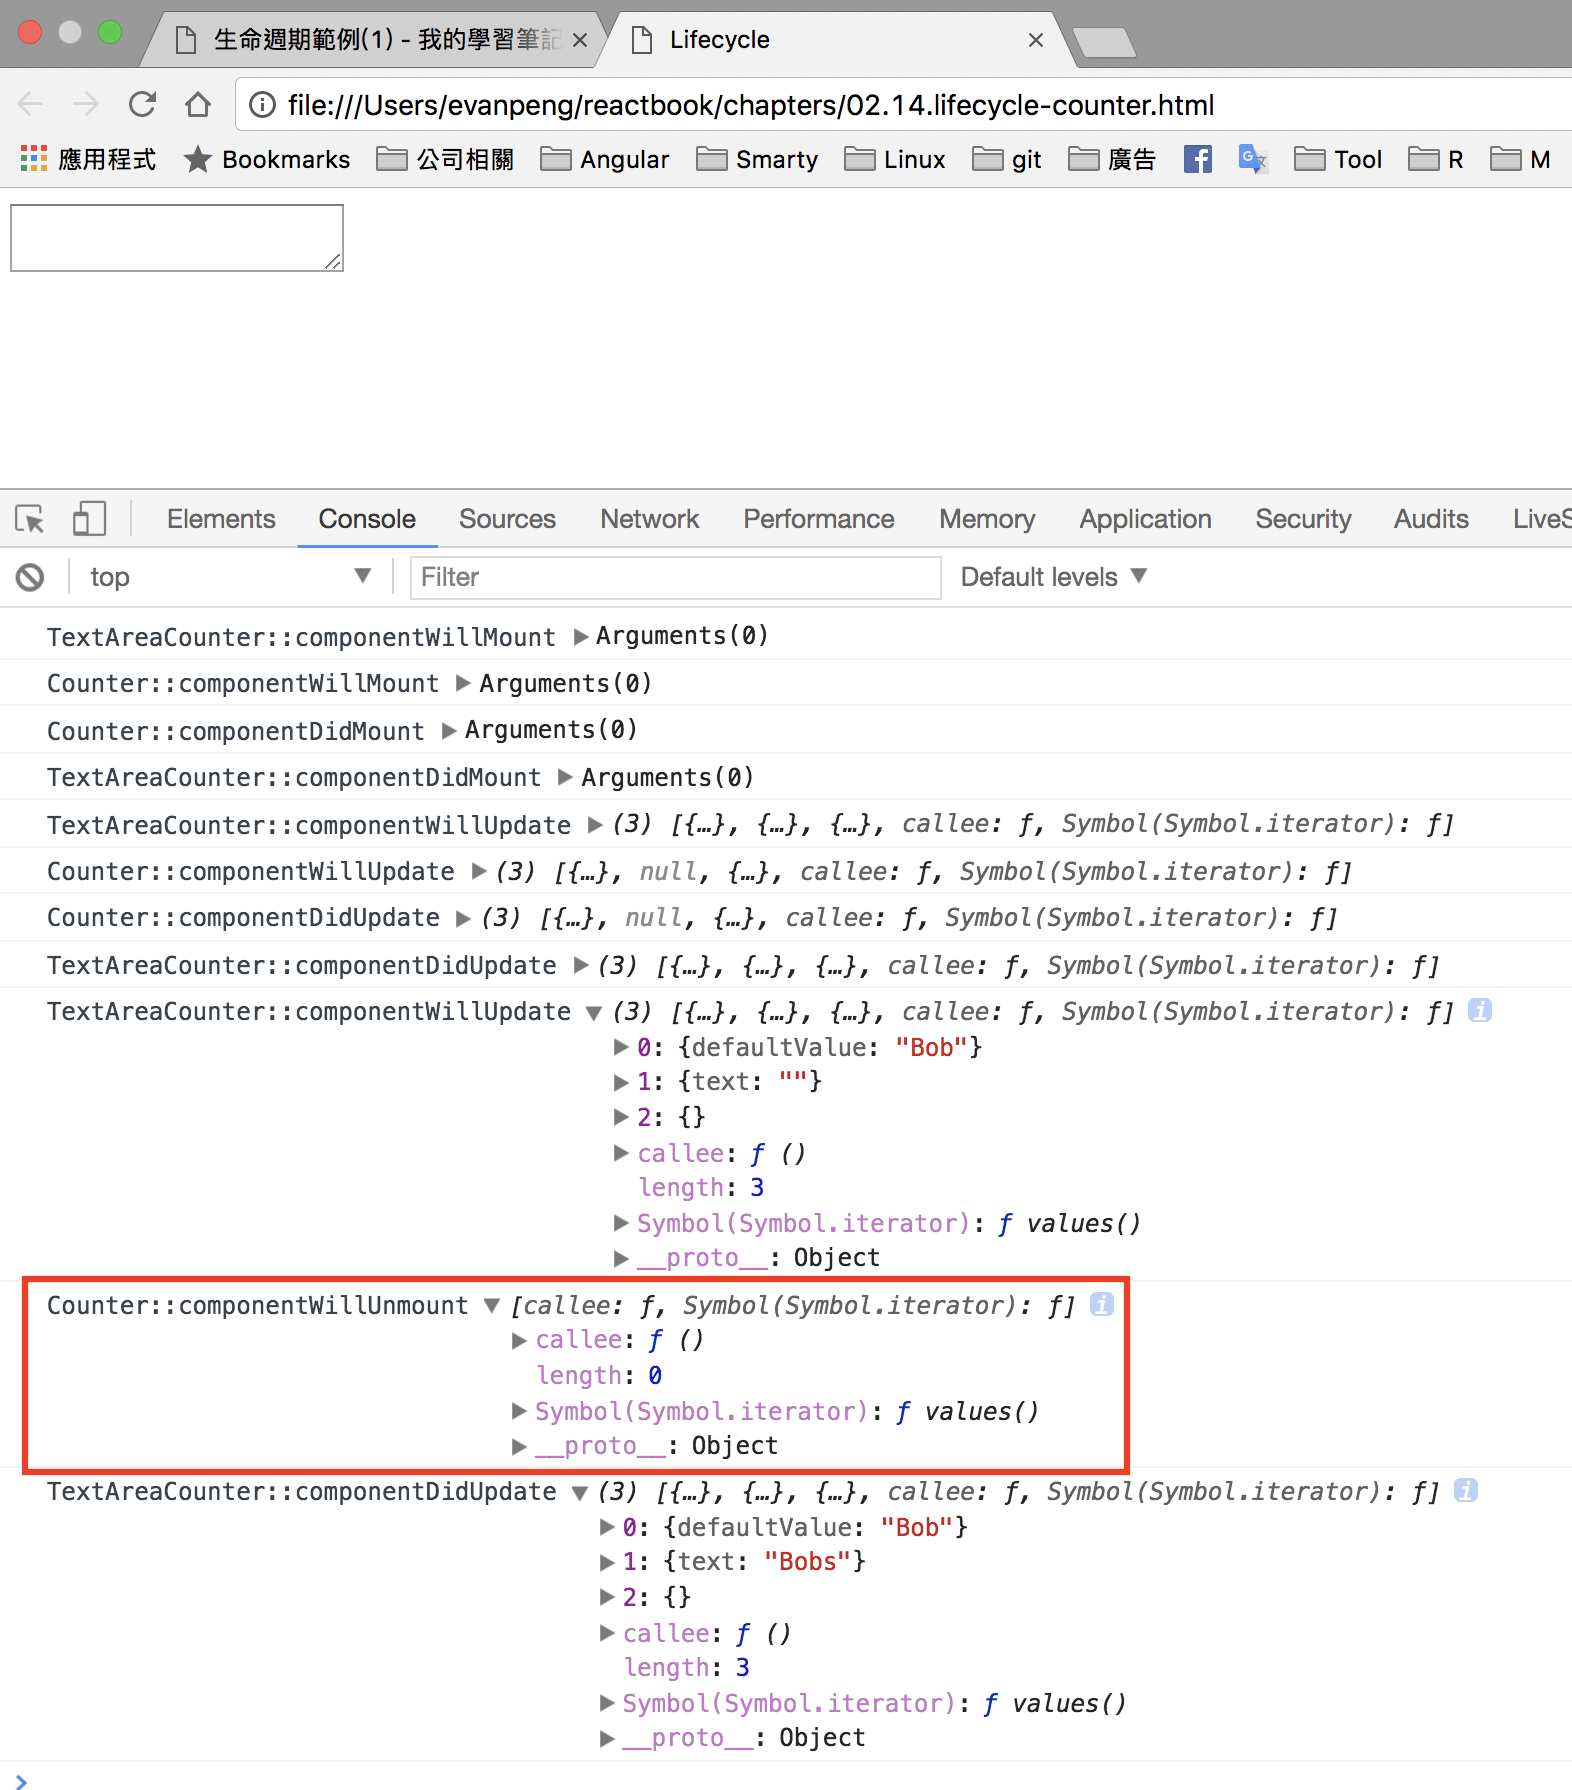 生命週期範例(1) - 我的學習筆記
Lifecycle
file:///Users/evanpeng/reactbook/chapters/02.14.lifecycle-counter.html
應用程式 Bookmarks 公司相關 Angular Smarty Linux git 廣告 Tool R M
Elements Console Sources Network Performance Memory Application Security Audits LiveS
top Filter Default levels
TextAreaCounter::componentWillMount ▶Arguments(0)
Counter::componentWillMount ▶Arguments(0)
Counter::componentDidMount ▶Arguments(0)
TextAreaCounter::componentDidMount ▶Arguments(0)
TextAreaCounter::componentWillUpdate ▶(3) [{…}, {…}, {…}, callee: ƒ, Symbol(Symbol.iterator): ƒ]
Counter::componentWillUpdate ▶(3) [{…}, null, {…}, callee: ƒ, Symbol(Symbol.iterator): ƒ]
Counter::componentDidUpdate ▶(3) [{…}, null, {…}, callee: ƒ, Symbol(Symbol.iterator): ƒ]
TextAreaCounter::componentDidUpdate ▶(3) [{…}, {…}, {…}, callee: ƒ, Symbol(Symbol.iterator): ƒ]
TextAreaCounter::componentWillUpdate ▼(3) [{…}, {…}, {…}, callee: ƒ, Symbol(Symbol.iterator): ƒ] i
▶0: {defaultValue: "Bob"}
▶1: {text: ""}
▶2: {}
▶callee: ƒ ()
length: 3
▶Symbol(Symbol.iterator): ƒ values()
▶__proto__: Object
Counter::componentWillUnmount ▼[callee: ƒ, Symbol(Symbol.iterator): ƒ] i
▶callee: ƒ ()
length: 0
▶Symbol(Symbol.iterator): ƒ values()
▶__proto__: Object
TextAreaCounter::componentDidUpdate ▼(3) [{…}, {…}, {…}, callee: ƒ, Symbol(Symbol.iterator): ƒ] i
▶0: {defaultValue: "Bob"}
▶1: {text: "Bobs"}
▶2: {}
▶callee: ƒ ()
length: 3
▶Symbol(Symbol.iterator): ƒ values()
▶__proto__: Object